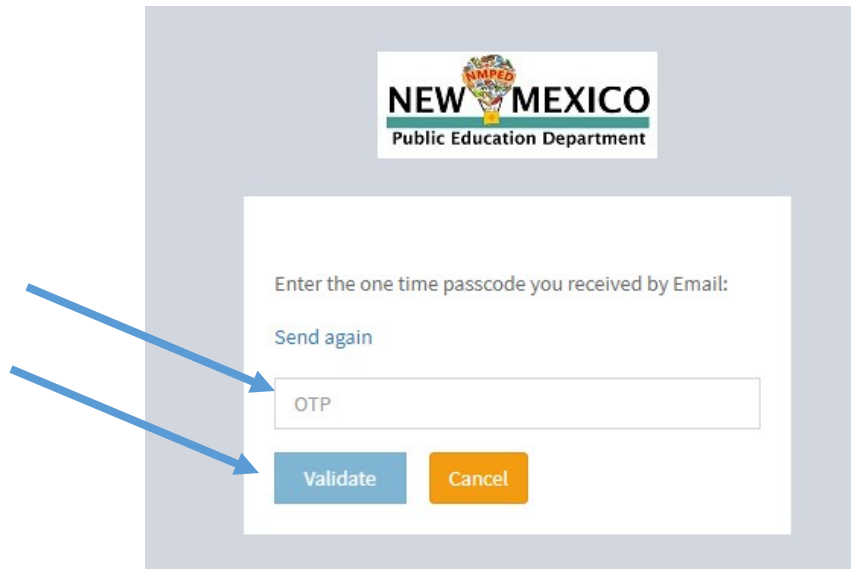 NMPED
NEW MEXICO
Public Education Department
Enter the one time passcode you received by Email:
Send again
OTP
Validate Cancel